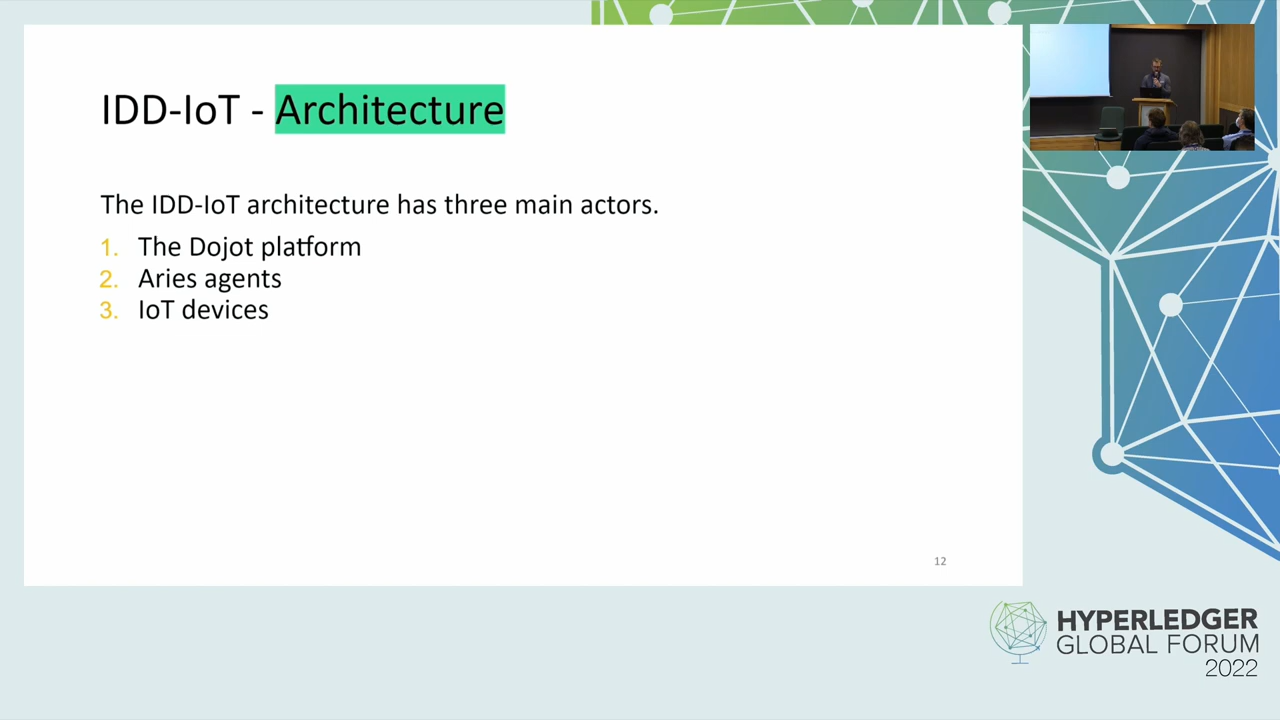 IDD-IoT - Architecture
The IDD-IoT architecture has three main actors.
1. The Dojot platform
2. Aries agents
3. IoT devices
12
HYPERLEDGER
GLOBAL FORUM
2022